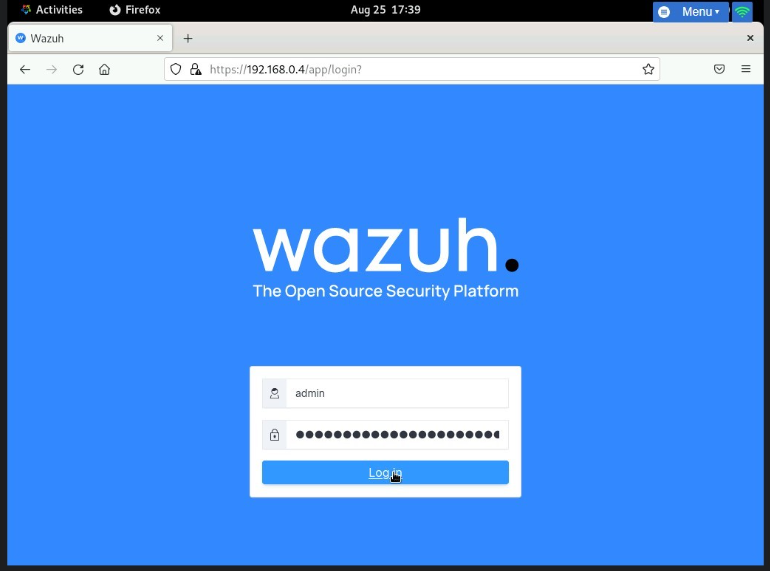 Activities Firefox Aug 25 17:39 Menu
Wazuh
https://192.168.0.4/app/login?
wazuh.
The Open Source Security Platform
admin
●●●●●●●●●●●●●●●●●●●●●●
Log in